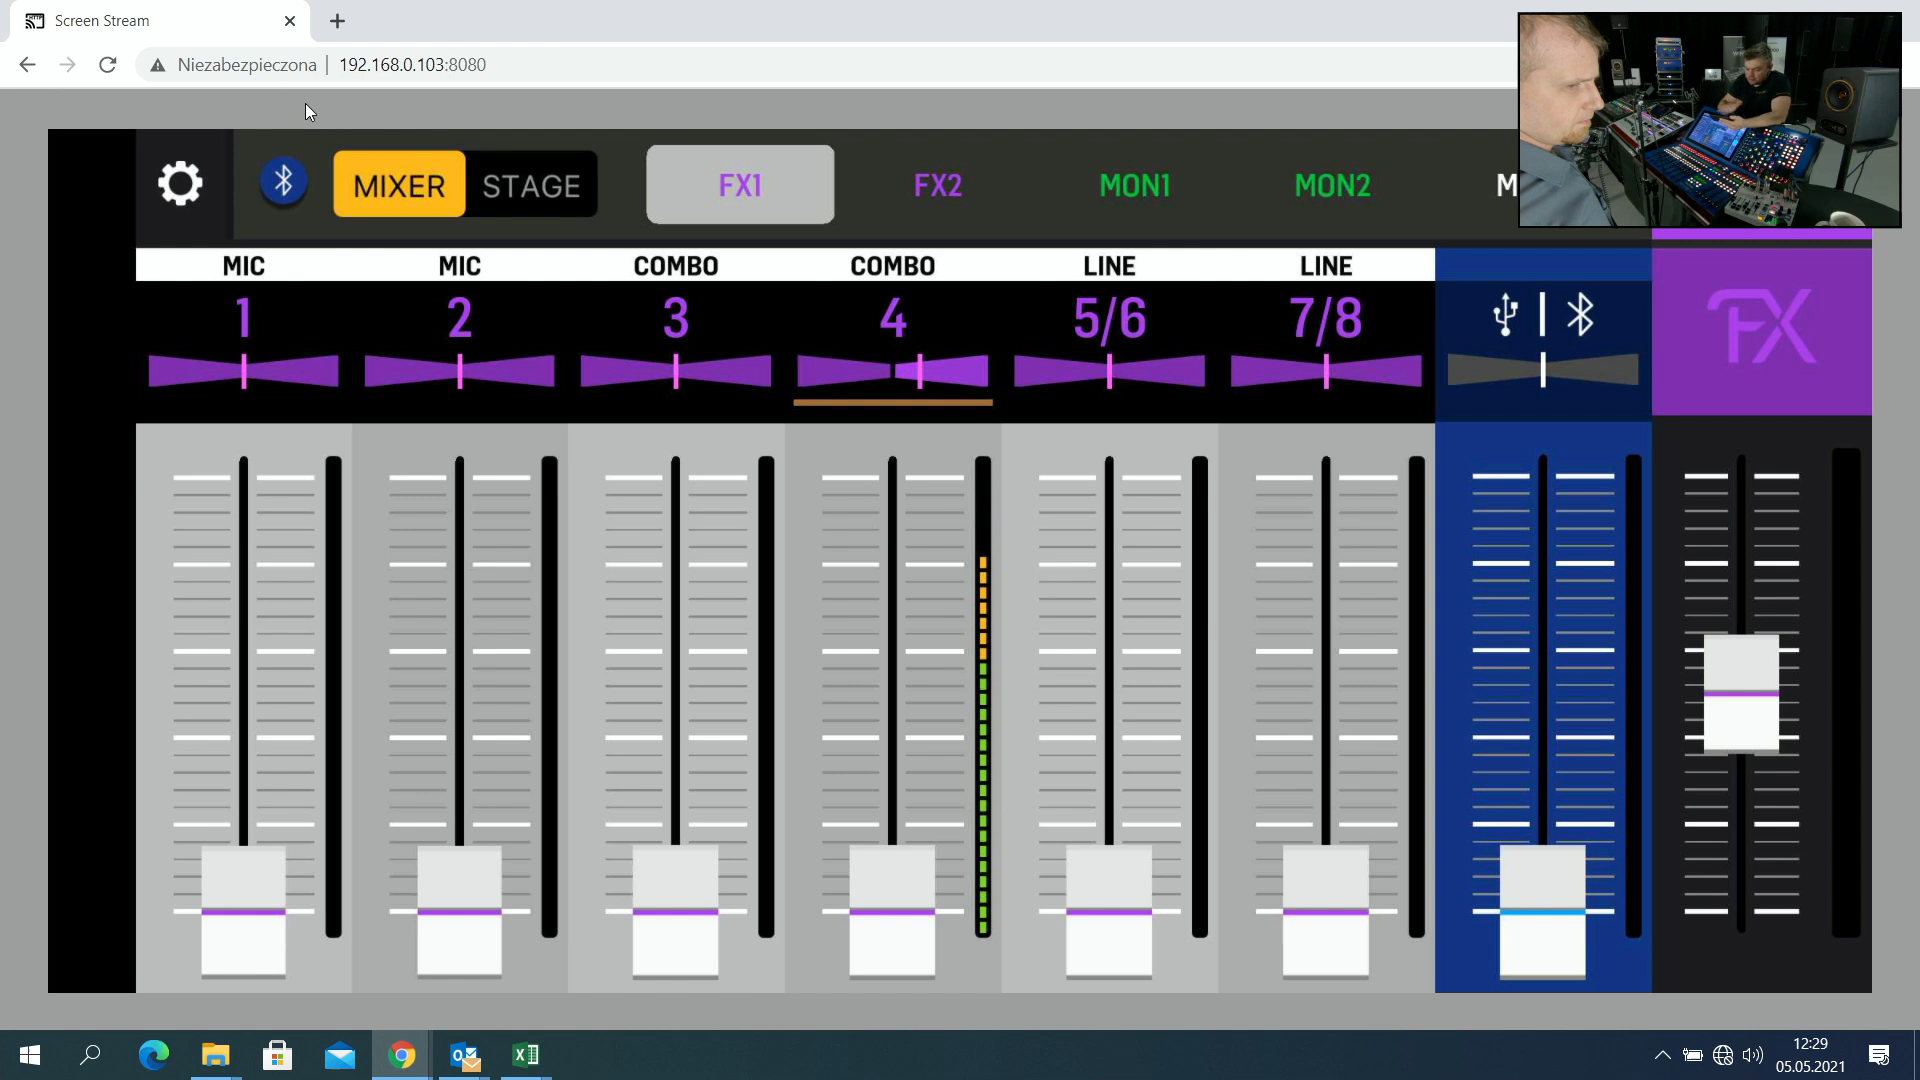 Screen Stream
Niezabezpieczona | 192.168.0.103:8080
MIXER STAGE FX1 FX2 MON1 MON2 M
MIC MIC COMBO COMBO LINE LINE
1 2 3 4 5/6 7/8
FX
12:29
05.05.2021